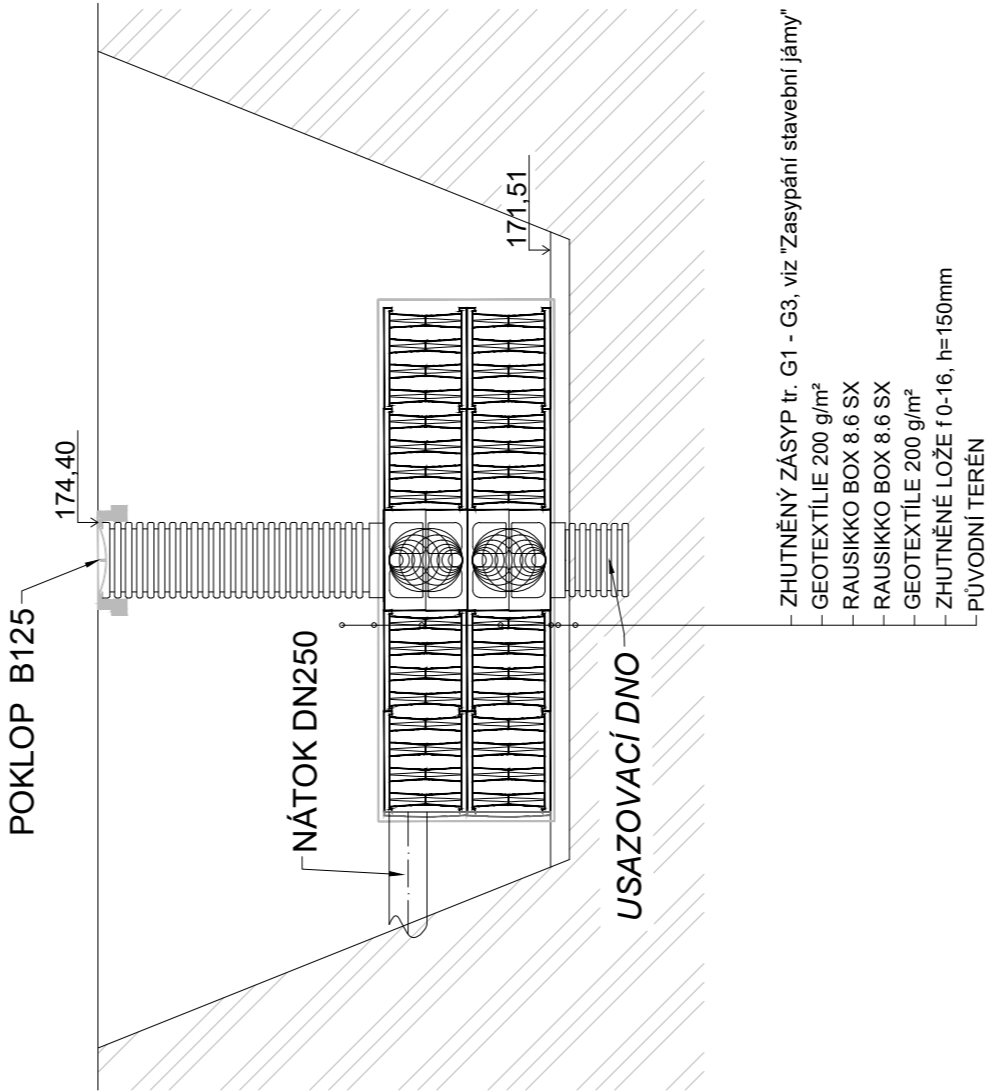 POKLOP B125
174,40
NÁTOK DN250
171,51
USAZOVACÍ DNO
ZHUTNĚNÝ ZÁSYP tr. G1 - G3, viz "Zasypání stavební jámy"
GEOTEXTÍLIE 200 g/m²
RAUSIKKO BOX 8.6 SX
RAUSIKKO BOX 8.6 SX
GEOTEXTÍLE 200 g/m²
ZHUTNĚNÉ LOŽE f 0-16, h=150mm
PŮVODNÍ TERÉN